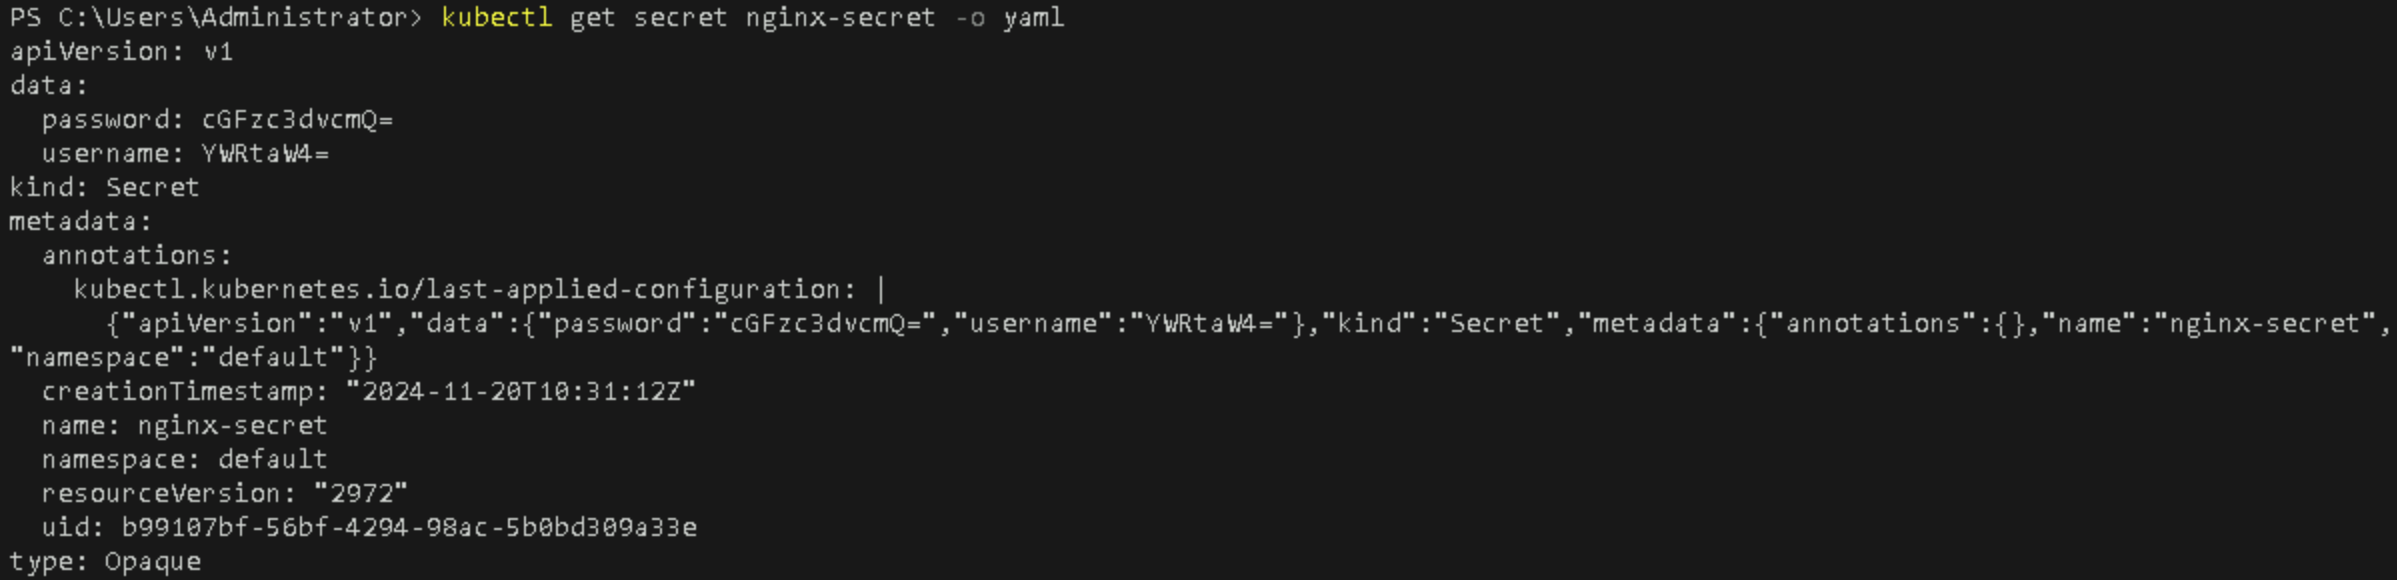 PS C:\Users\Administrator> kubectl get secret nginx-secret -o yaml
apiVersion: v1
data:
  password: cGFzc3dvcmQ=
  username: YWRtaW4=
kind: Secret
metadata:
  annotations:
    kubectl.kubernetes.io/last-applied-configuration: |
      {"apiVersion":"v1","data":{"password":"cGFzc3dvcmQ=","username":"YWRtaW4="},"kind":"Secret","metadata":{"annotations":{},"name":"nginx-secret",
"namespace":"default"}}
  creationTimestamp: "2024-11-20T10:31:12Z"
  name: nginx-secret
  namespace: default
  resourceVersion: "2972"
  uid: b99107bf-56bf-4294-98ac-5b0bd309a33e
type: Opaque